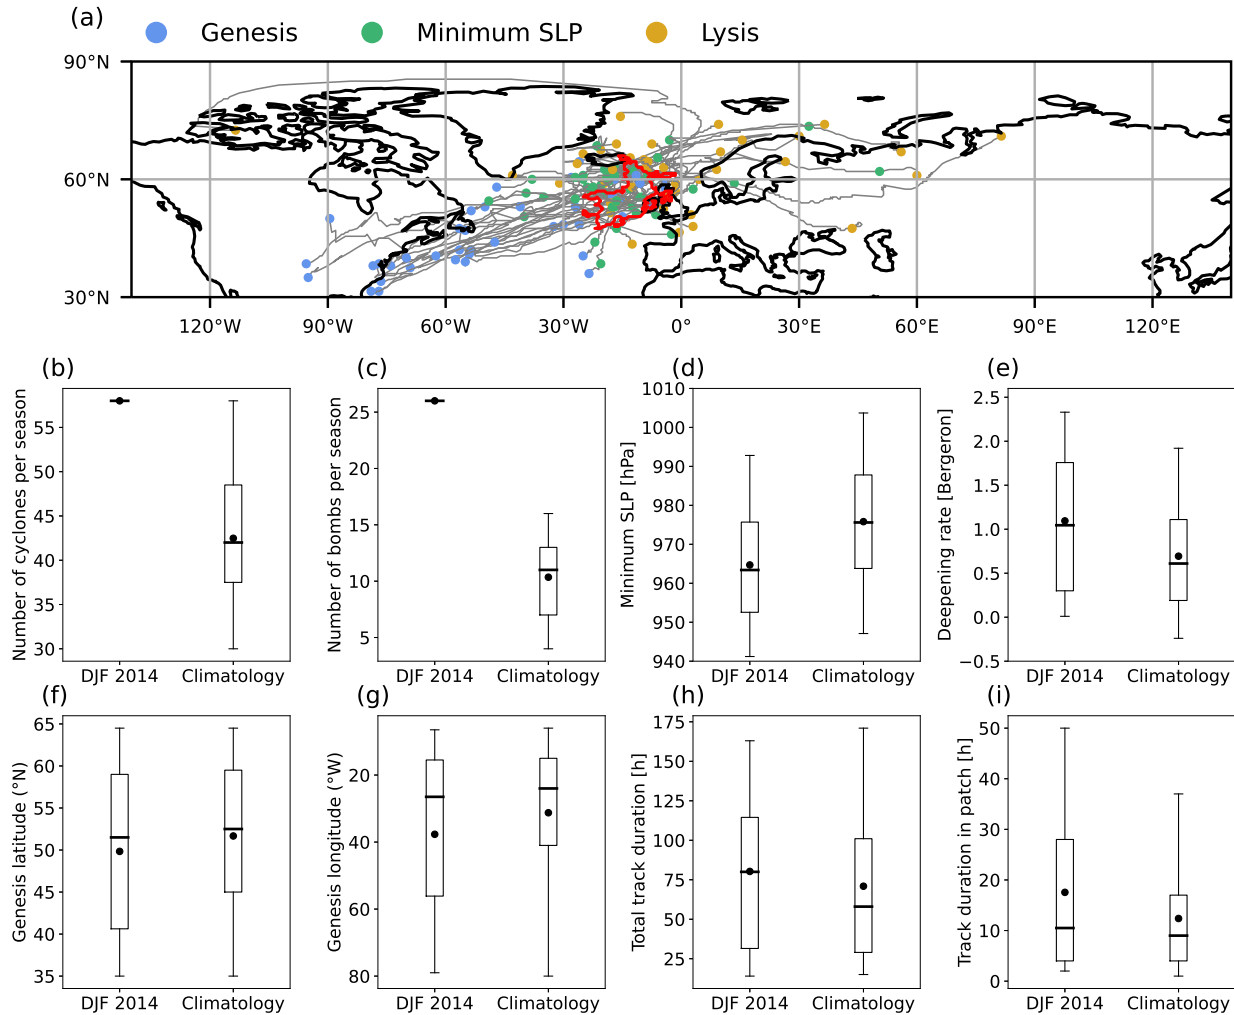 (a)
Genesis
Minimum SLP
Lysis
90°N
60°N
30°N
120°W 90°W 60°W 30°W 0° 30°E 60°E 90°E 120°E
(b)
Number of cyclones per season
55
50
45
40
35
30
DJF 2014 Climatology
(c)
Number of bombs per season
25
20
15
10
5
DJF 2014 Climatology
(d)
Minimum SLP [hPa]
1010
1000
990
980
970
960
950
940
DJF 2014 Climatology
(e)
Deepening rate [Bergeron]
2.5
2.0
1.5
1.0
0.5
0.0
−0.5
DJF 2014 Climatology
(f)
Genesis latitude (°N)
65
60
55
50
45
40
35
DJF 2014 Climatology
(g)
Genesis longitude (°W)
20
40
60
80
DJF 2014 Climatology
(h)
Total track duration [h]
175
150
125
100
75
50
25
DJF 2014 Climatology
(i)
Track duration in patch [h]
50
40
30
20
10
0
DJF 2014 Climatology